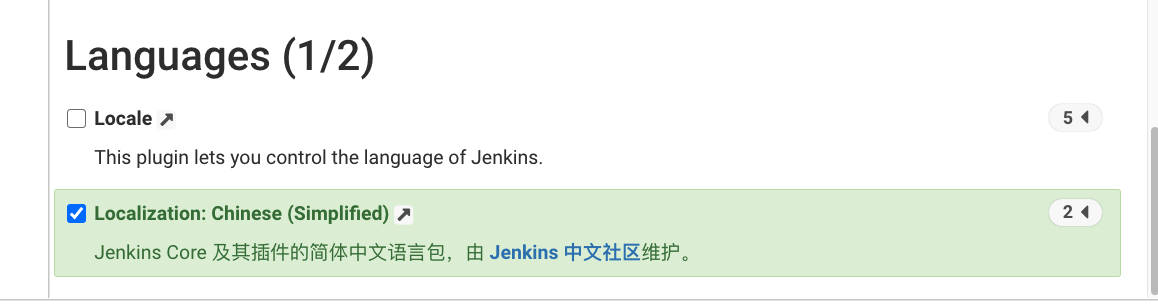 Languages (1/2)
Locale
5
This plugin lets you control the language of Jenkins.
Localization: Chinese (Simplified)
2
Jenkins Core 及其插件的简体中文语言包，由 Jenkins 中文社区维护。